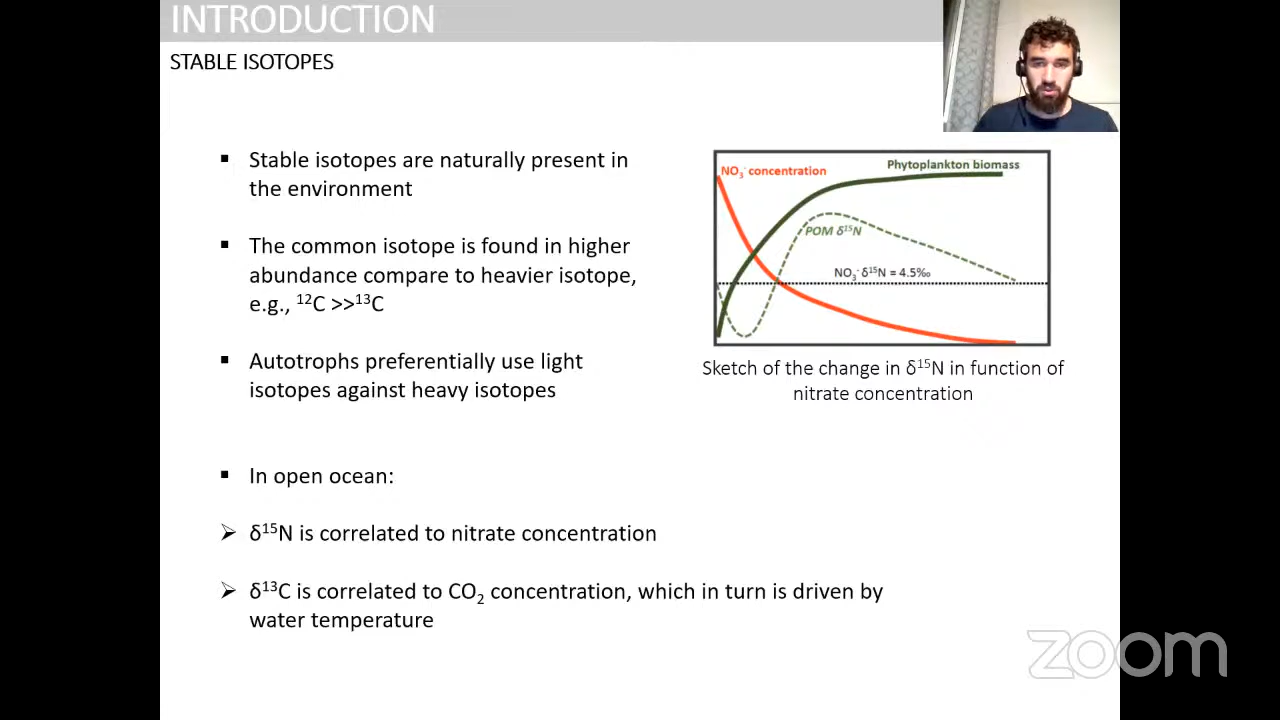 INTRODUCTION
STABLE ISOTOPES
▪ Stable isotopes are naturally present in
the environment
▪ The common isotope is found in higher
abundance compare to heavier isotope,
e.g., ¹²C >>¹³C
▪ Autotrophs preferentially use light
isotopes against heavy isotopes
NO₃⁻ concentration
Phytoplankton biomass
POM δ¹⁵N
NO₃⁻ δ¹⁵N = 4.5‰
Sketch of the change in δ¹⁵N in function of
nitrate concentration
▪ In open ocean:
➢ δ¹⁵N is correlated to nitrate concentration
➢ δ¹³C is correlated to CO₂ concentration, which in turn is driven by
water temperature
zoom